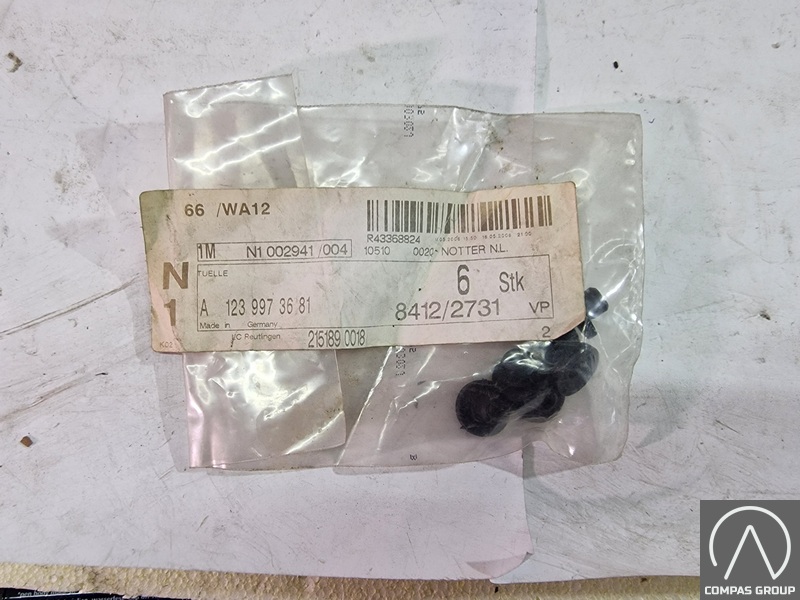 66 /WA12
R43368824
1M N1 002941 /004 10510 0020- NOTTER N.L.
N
1
TUELLE
6 Stk
A 123 997 36 81
8412/2731 VP
Made in Germany
L/C Reutlingen 215189 0018 2
COMPAS GROUP